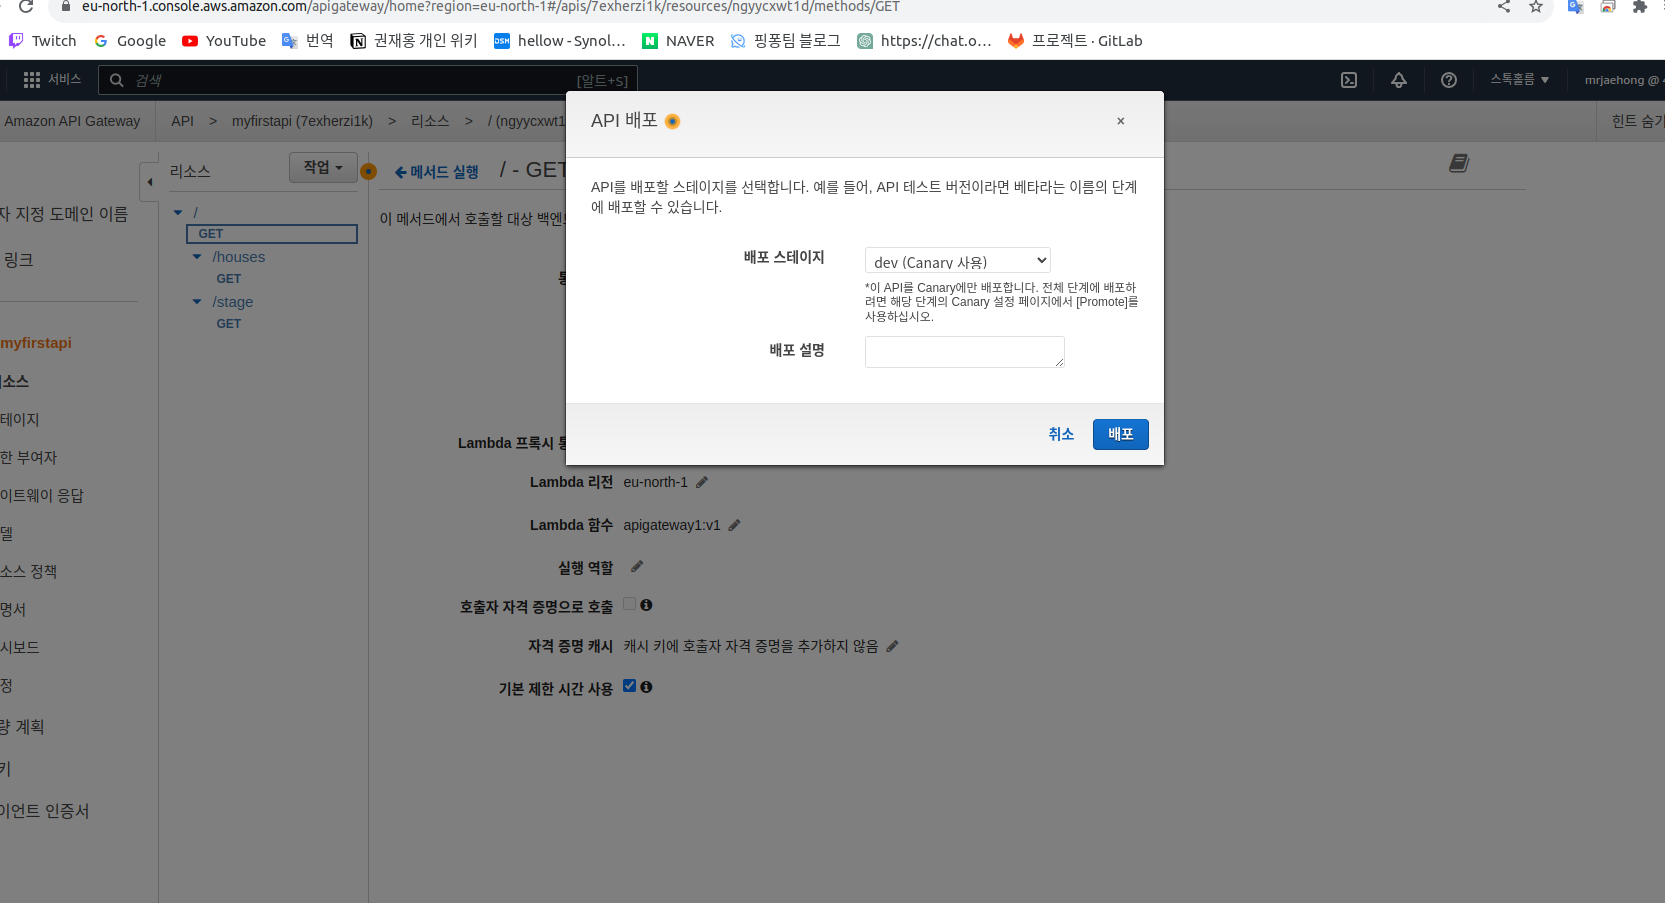 eu-north-1.console.aws.amazon.com/apigateway/home?region=eu-north-1#/apis/7exherzi1k/resources/ngyycxwt1d/methods/GET
Twitch Google YouTube 번역 권재홍 개인 위키 hellow - Synol... NAVER 핑퐁팀 블로그 https://chat.o... 프로젝트 · GitLab
서비스 검색 [알트+S] 스톡홀름 ▼ mrjaehong @
Amazon API Gateway API > myfirstapi (7exherzi1k) > 리소스 > / (ngyycxwt1 힌트 숨기
API 배포 ×
API를 배포할 스테이지를 선택합니다. 예를 들어, API 테스트 버전이라면 베타라는 이름의 단계
에 배포할 수 있습니다.
배포 스테이지 dev (Canary 사용)
*이 API를 Canary에만 배포합니다. 전체 단계에 배포하
려면 해당 단계의 Canary 설정 페이지에서 [Promote]를
사용하십시오.
배포 설명
취소 배포
자 지정 도메인 이름
링크
myfirstapi
소스
테이지
한 부여자
이트웨이 응답
델
소스 정책
명서
시보드
정
량 계획
키
이언트 인증서
리소스 작업
/
GET
/houses
GET
/stage
GET
메서드 실행 / - GET
이 메서드에서 호출할 대상 백엔
Lambda 프록시
Lambda 리전 eu-north-1
Lambda 함수 apigateway1:v1
실행 역할
호출자 자격 증명으로 호출
자격 증명 캐시 캐시 키에 호출자 자격 증명을 추가하지 않음
기본 제한 시간 사용